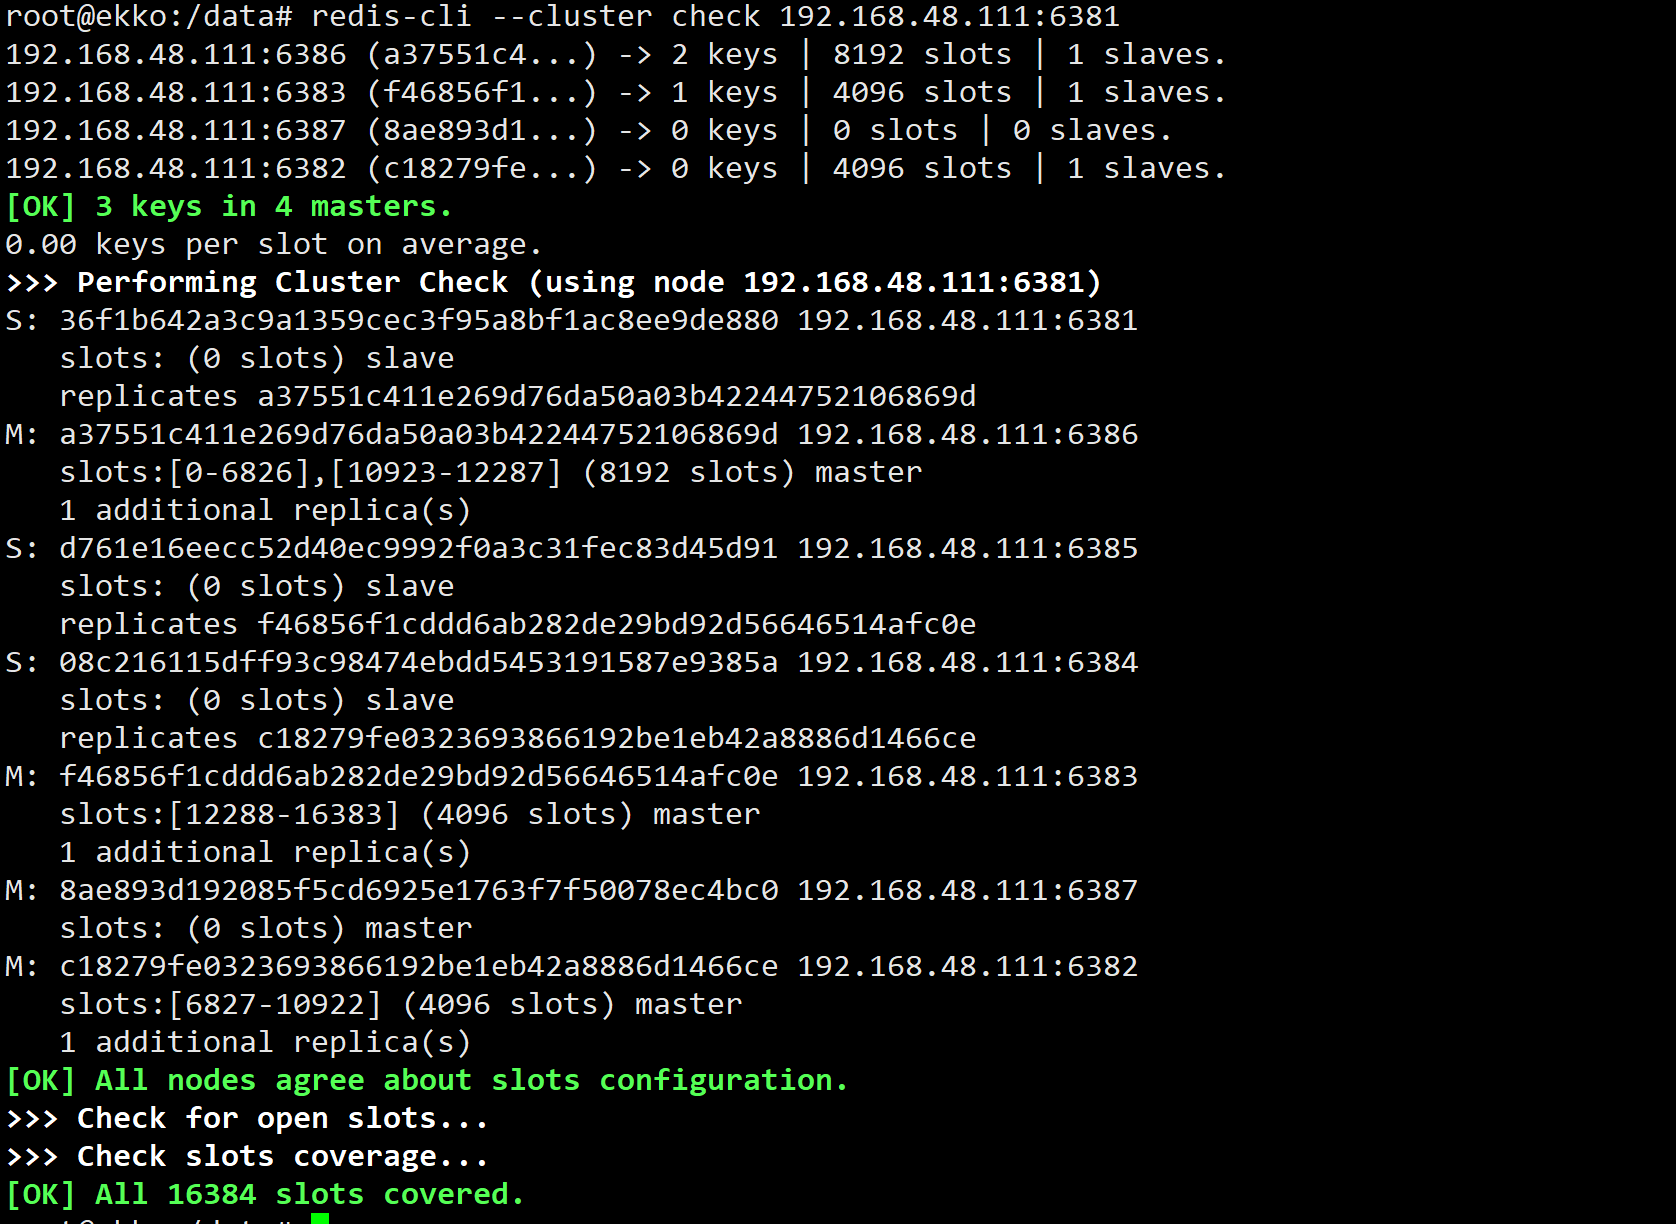 root@ekko:/data# redis-cli --cluster check 192.168.48.111:6381
192.168.48.111:6386 (a37551c4...) -> 2 keys | 8192 slots | 1 slaves.
192.168.48.111:6383 (f46856f1...) -> 1 keys | 4096 slots | 1 slaves.
192.168.48.111:6387 (8ae893d1...) -> 0 keys | 0 slots | 0 slaves.
192.168.48.111:6382 (c18279fe...) -> 0 keys | 4096 slots | 1 slaves.
[OK] 3 keys in 4 masters.
0.00 keys per slot on average.
>>> Performing Cluster Check (using node 192.168.48.111:6381)
S: 36f1b642a3c9a1359cec3f95a8bf1ac8ee9de880 192.168.48.111:6381
   slots: (0 slots) slave
   replicates a37551c411e269d76da50a03b42244752106869d
M: a37551c411e269d76da50a03b42244752106869d 192.168.48.111:6386
   slots:[0-6826],[10923-12287] (8192 slots) master
   1 additional replica(s)
S: d761e16eecc52d40ec9992f0a3c31fec83d45d91 192.168.48.111:6385
   slots: (0 slots) slave
   replicates f46856f1cddd6ab282de29bd92d56646514afc0e
S: 08c216115dff93c98474ebdd5453191587e9385a 192.168.48.111:6384
   slots: (0 slots) slave
   replicates c18279fe0323693866192be1eb42a8886d1466ce
M: f46856f1cddd6ab282de29bd92d56646514afc0e 192.168.48.111:6383
   slots:[12288-16383] (4096 slots) master
   1 additional replica(s)
M: 8ae893d192085f5cd6925e1763f7f50078ec4bc0 192.168.48.111:6387
   slots: (0 slots) master
M: c18279fe0323693866192be1eb42a8886d1466ce 192.168.48.111:6382
   slots:[6827-10922] (4096 slots) master
   1 additional replica(s)
[OK] All nodes agree about slots configuration.
>>> Check for open slots...
>>> Check slots coverage...
[OK] All 16384 slots covered.